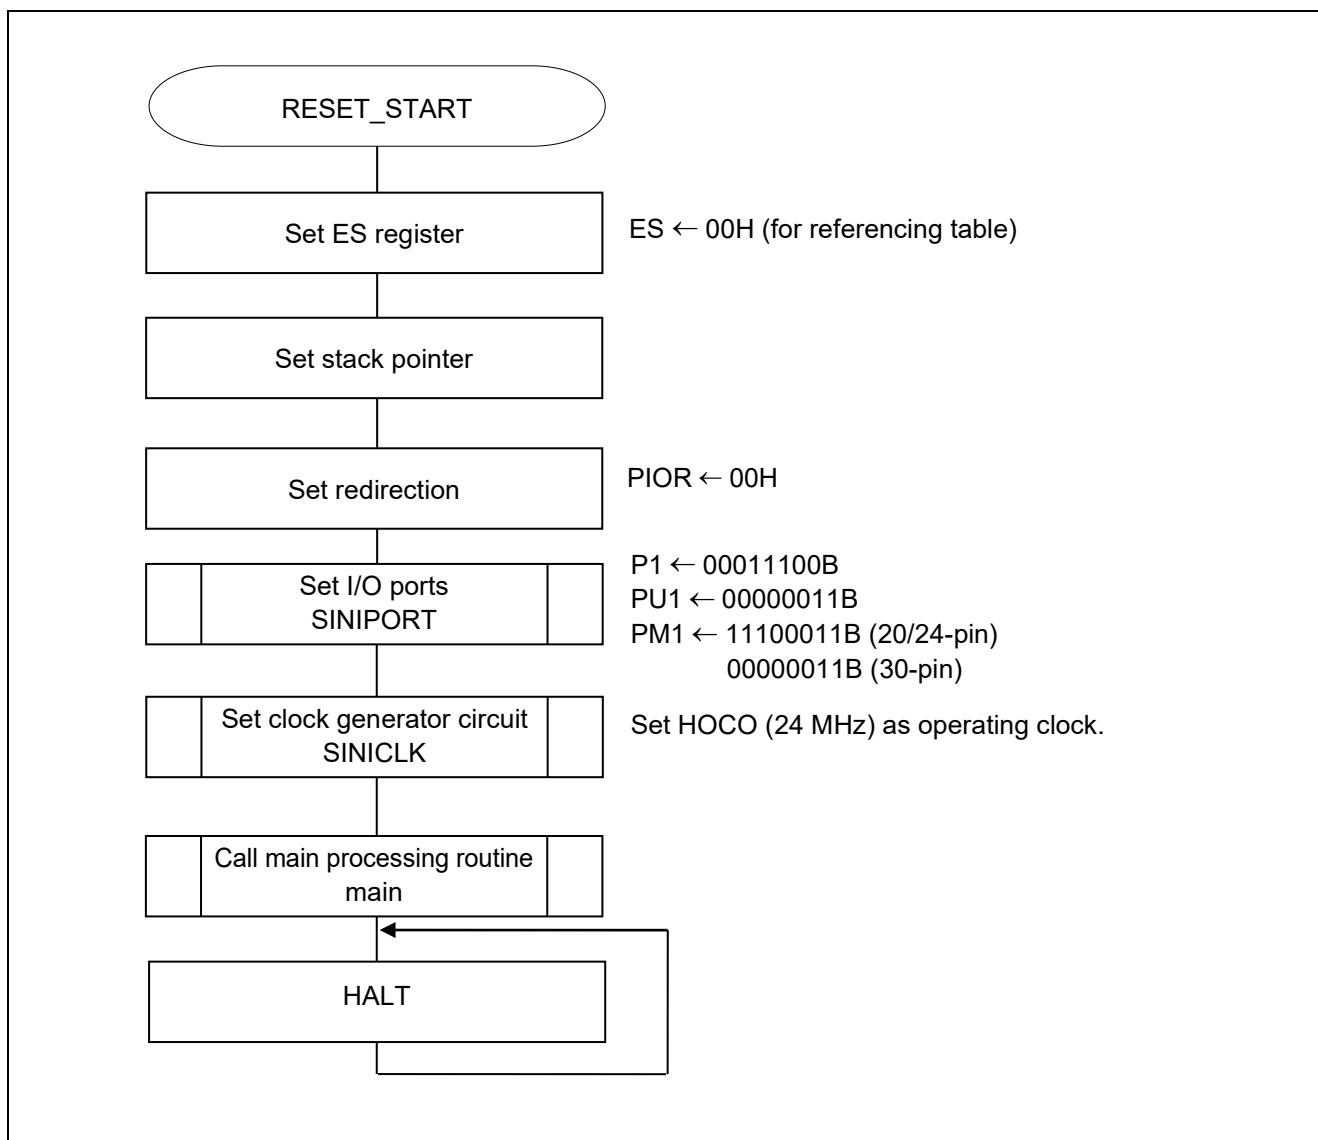 RESET_START
Set ES register
ES ← 00H (for referencing table)
Set stack pointer
Set redirection
PIOR ← 00H
Set I/O ports
SINIPORT
P1 ← 00011100B
PU1 ← 00000011B
PM1 ← 11100011B (20/24-pin)
00000011B (30-pin)
Set clock generator circuit
SINICLK
Set HOCO (24 MHz) as operating clock.
Call main processing routine
main
HALT